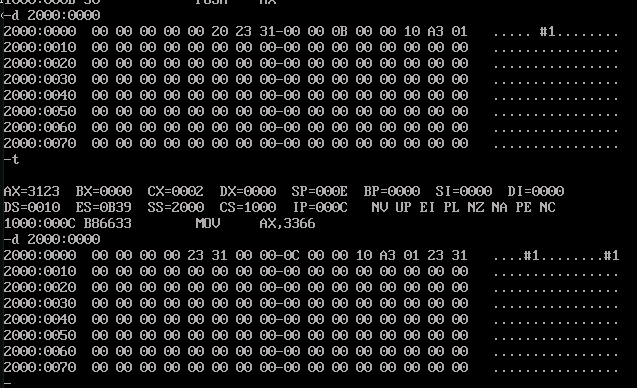 1000:000B 50            PUSH    AX
-d 2000:0000
2000:0000  00 00 00 00 00 20 23 31-00 00 0B 00 00 10 A3 01   ..... #1........
2000:0010  00 00 00 00 00 00 00 00-00 00 00 00 00 00 00 00   ................
2000:0020  00 00 00 00 00 00 00 00-00 00 00 00 00 00 00 00   ................
2000:0030  00 00 00 00 00 00 00 00-00 00 00 00 00 00 00 00   ................
2000:0040  00 00 00 00 00 00 00 00-00 00 00 00 00 00 00 00   ................
2000:0050  00 00 00 00 00 00 00 00-00 00 00 00 00 00 00 00   ................
2000:0060  00 00 00 00 00 00 00 00-00 00 00 00 00 00 00 00   ................
2000:0070  00 00 00 00 00 00 00 00-00 00 00 00 00 00 00 00   ................
-t
AX=3123  BX=0000  CX=0002  DX=0000  SP=000E  BP=0000  SI=0000  DI=0000
DS=0010  ES=0B39  SS=2000  CS=1000  IP=000C   NV UP EI PL NZ NA PE NC
1000:000C B86633        MOV     AX,3366
-d 2000:0000
2000:0000  00 00 00 00 23 31 00 00-0C 00 00 10 A3 01 23 31   ....#1........#1
2000:0010  00 00 00 00 00 00 00 00-00 00 00 00 00 00 00 00   ................
2000:0020  00 00 00 00 00 00 00 00-00 00 00 00 00 00 00 00   ................
2000:0030  00 00 00 00 00 00 00 00-00 00 00 00 00 00 00 00   ................
2000:0040  00 00 00 00 00 00 00 00-00 00 00 00 00 00 00 00   ................
2000:0050  00 00 00 00 00 00 00 00-00 00 00 00 00 00 00 00   ................
2000:0060  00 00 00 00 00 00 00 00-00 00 00 00 00 00 00 00   ................
2000:0070  00 00 00 00 00 00 00 00-00 00 00 00 00 00 00 00   ................
-